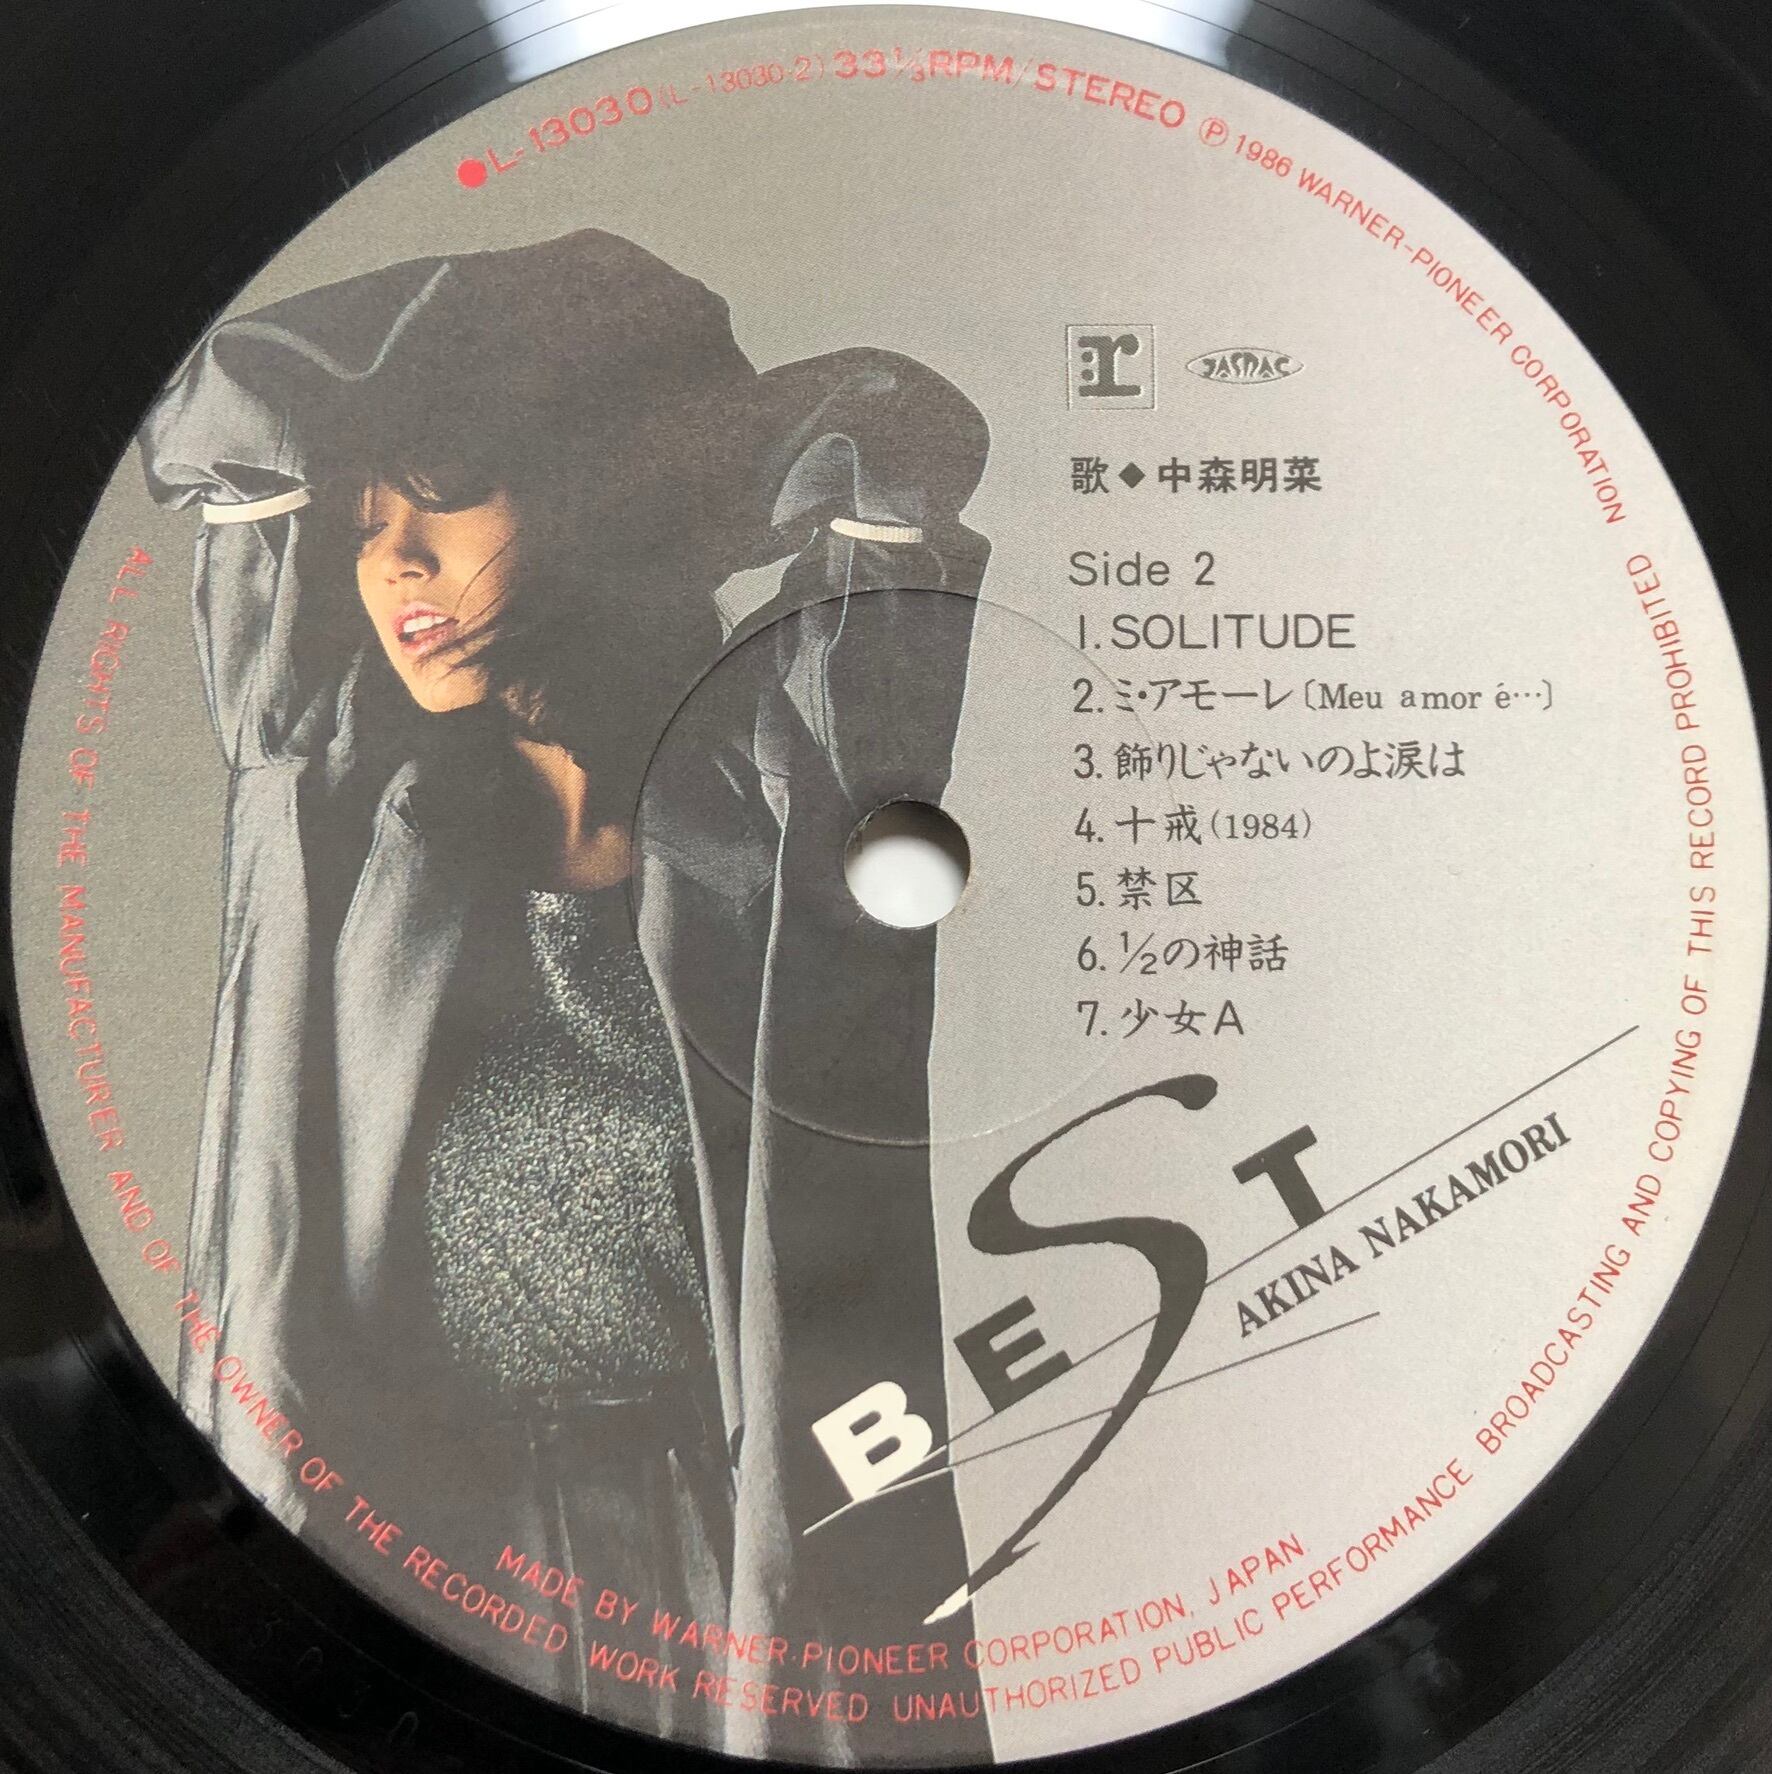 ●L-13030(L-13030-2) 33⅓RPM/STEREO Ⓟ 1986 WARNER-PIONEER CORPORATION
r
JASRAC
歌◆中森明菜
Side 2
1.SOLITUDE
2.ミ・アモーレ〔Meu amor é…〕
3.飾りじゃないのよ涙は
4.十戒(1984)
5.禁区
6.½の神話
7.少女A
BEST
AKINA NAKAMORI
MADE BY WARNER-PIONEER CORPORATION, JAPAN.
ALL RIGHTS OF THE MANUFACTURER AND OF THE OWNER OF THE RECORDED WORK RESERVED UNAUTHORIZED PUBLIC PERFORMANCE BROADCASTING AND COPYING OF THIS RECORD PROHIBITED